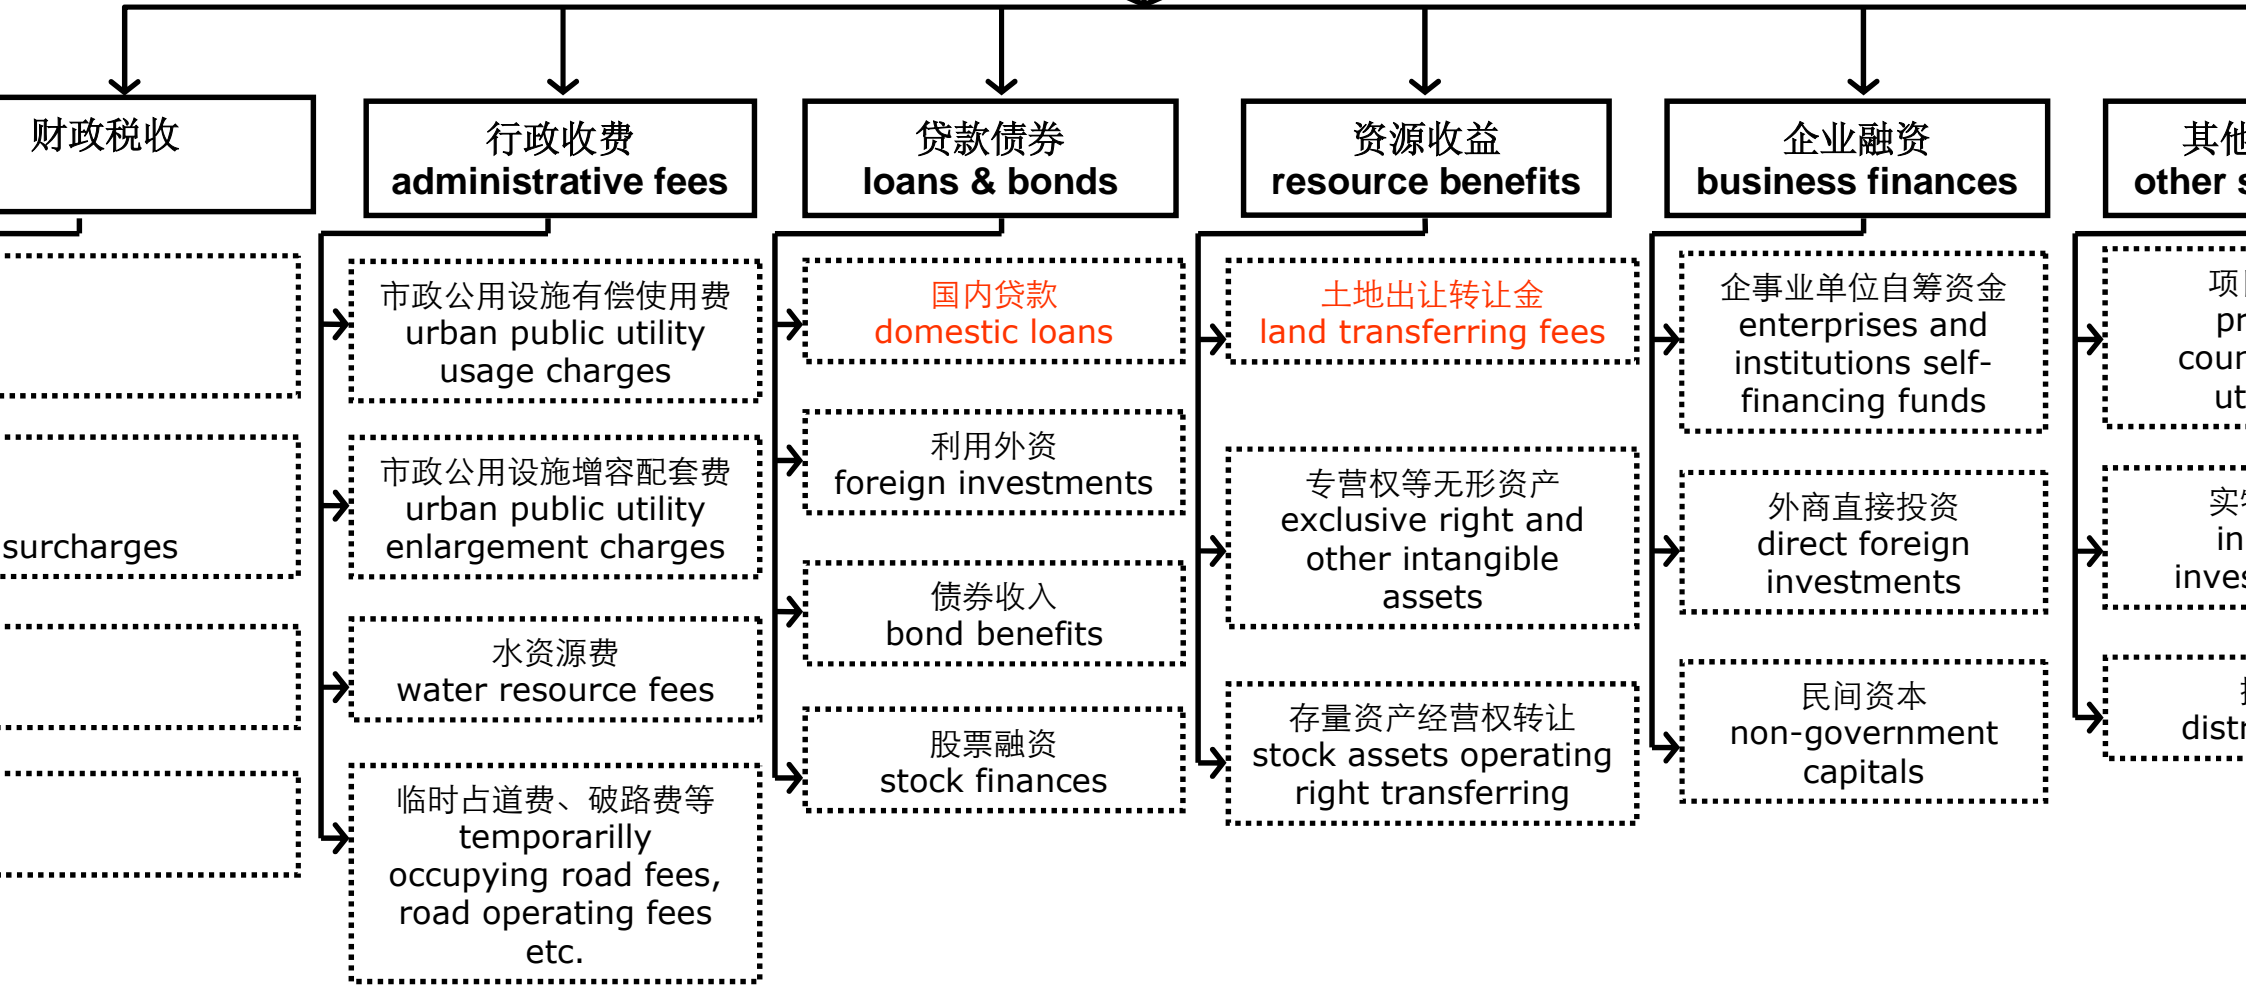 财政税收
surcharges
行政收费
administrative fees
市政公用设施有偿使用费
urban public utility
usage charges
市政公用设施增容配套费
urban public utility
enlargement charges
水资源费
water resource fees
临时占道费、破路费等
temporarilly
occupying road fees,
road operating fees
etc.
贷款债券
loans & bonds
国内贷款
domestic loans
利用外资
foreign investments
债券收入
bond benefits
股票融资
stock finances
资源收益
resource benefits
土地出让转让金
land transferring fees
专营权等无形资产
exclusive right and
other intangible
assets
存量资产经营权转让
stock assets operating
right transferring
企业融资
business finances
企事业单位自筹资金
enterprises and
institutions self-
financing funds
外商直接投资
direct foreign
investments
民间资本
non-government
capitals
其他
other